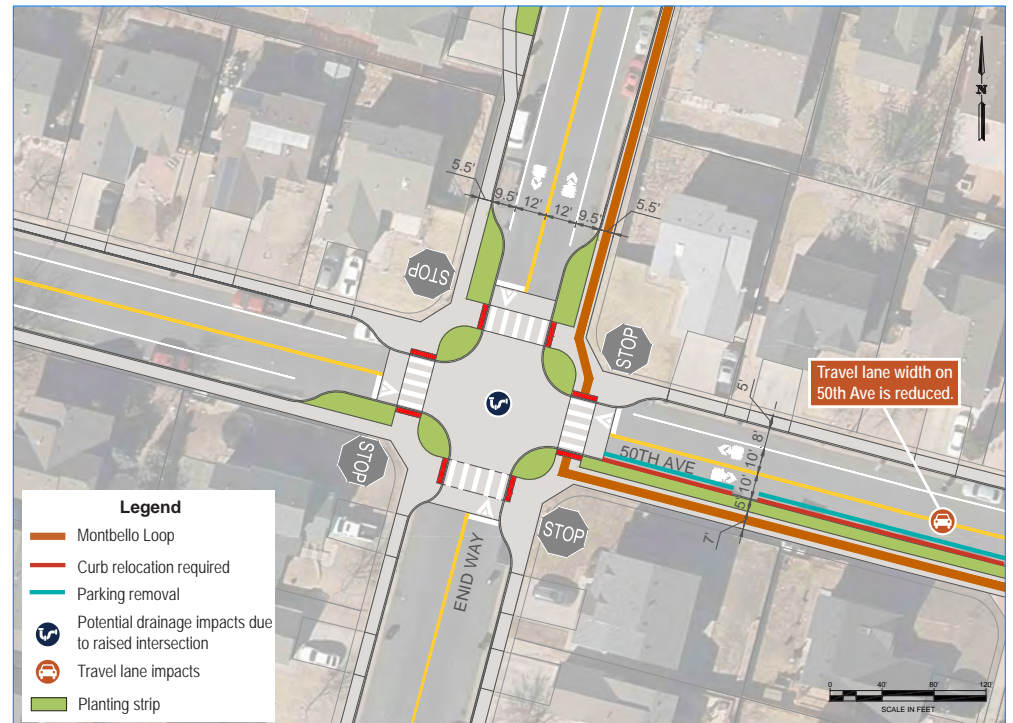 N
5.5'
9.5'
12'
12'
9.5'
5.5'
STOP
STOP
Travel lane width on
50th Ave is reduced.
5'
8'
10'
10'
5'
7'
50TH AVE
STOP
STOP
ENID WAY
Legend
Montbello Loop
Curb relocation required
Parking removal
Potential drainage impacts due
to raised intersection
Travel lane impacts
Planting strip
0 40' 80' 120'
SCALE IN FEET